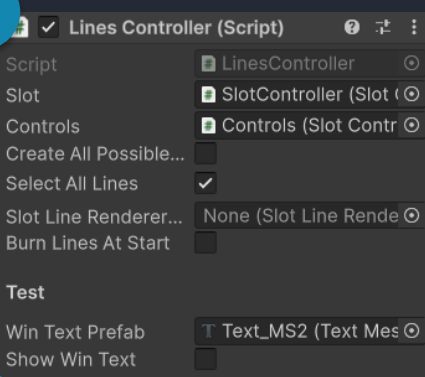 Lines Controller (Script)
Script LinesController
Slot SlotController (Slot
Controls Controls (Slot Contr
Create All Possible...
Select All Lines
Slot Line Renderer... None (Slot Line Rende
Burn Lines At Start
Test
Win Text Prefab Text_MS2 (Text Mes
Show Win Text